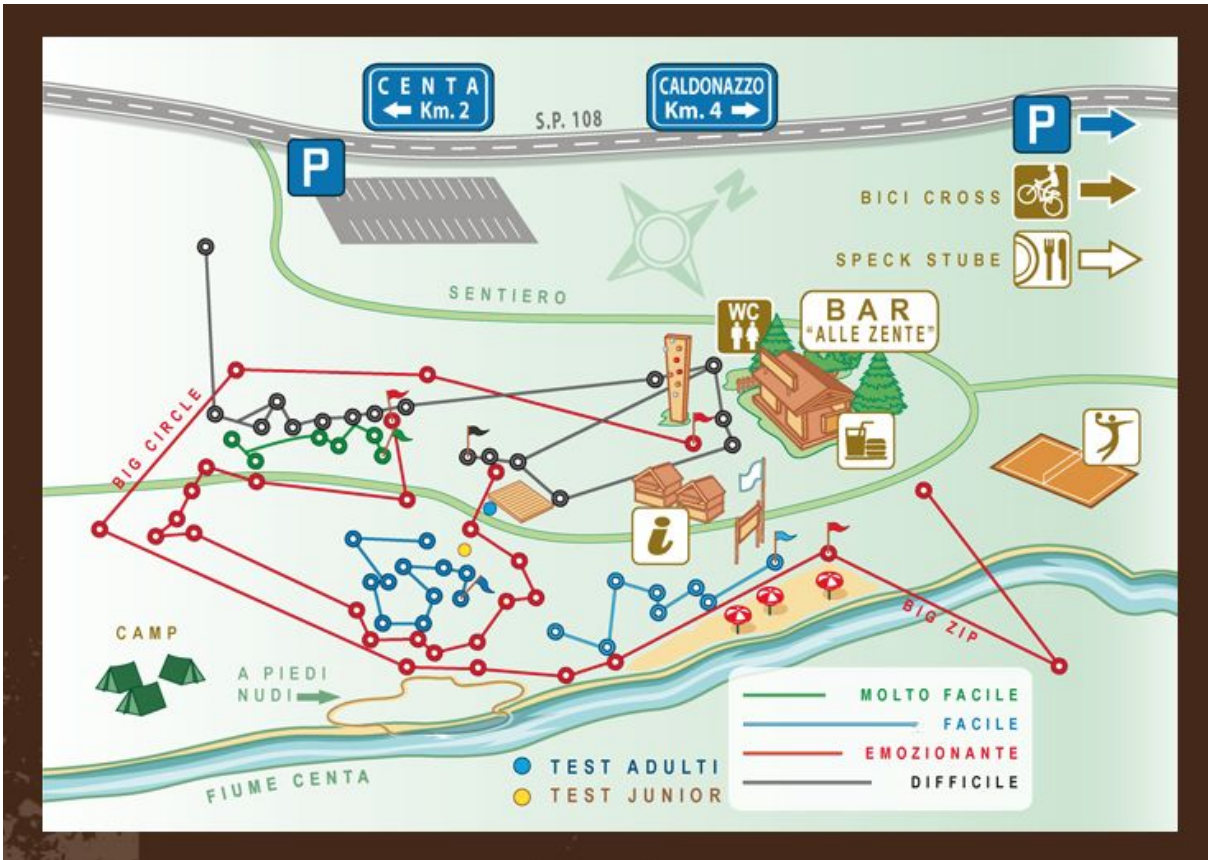 CENTA
← Km. 2
CALDONAZZO
Km. 4 →
S.P. 108
P
P
BICI CROSS
SPECK STUBE
N
SENTIERO
WC
BAR
"ALLE ZENTE"
BIG CIRCLE
i
BIG ZIP
CAMP
A PIEDI
NUDI
FIUME CENTA
TEST ADULTI
TEST JUNIOR
MOLTO FACILE
FACILE
EMOZIONANTE
DIFFICILE